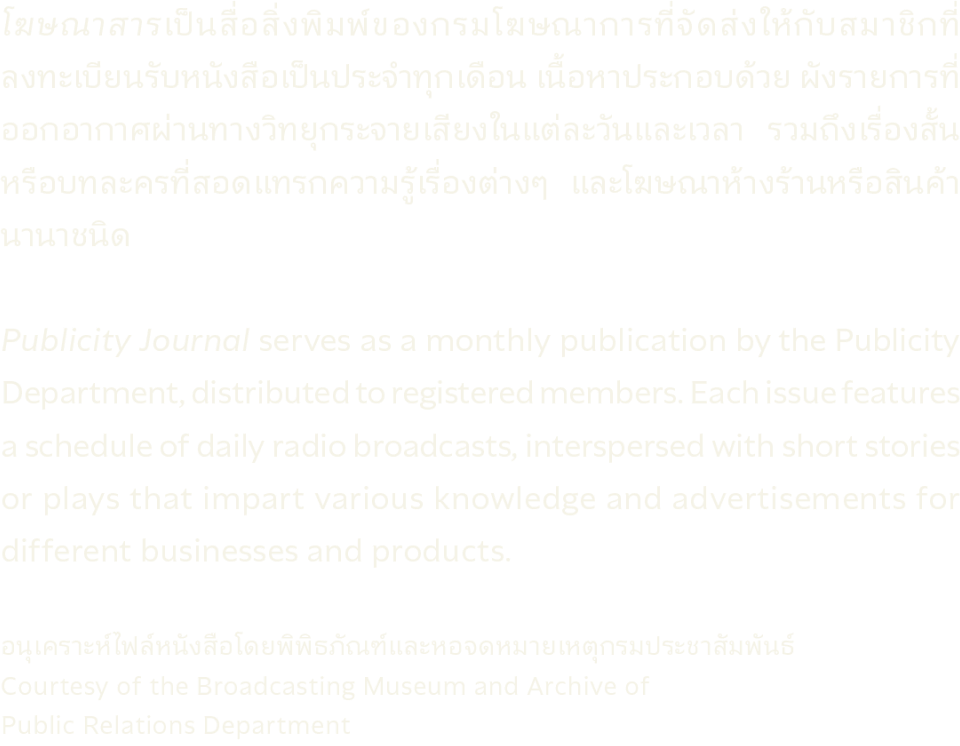 โฆษณาสารเป็นสื่อสิ่งพิมพ์ของกรมโฆษณาการที่จัดส่งให้กับสมาชิกที่
ลงทะเบียนรับหนังสือเป็นประจำทุกเดือน เนื้อหาประกอบด้วย ผังรายการที่
ออกอากาศผ่านทางวิทยุกระจายเสียงในแต่ละวันและเวลา รวมถึงเรื่องสั้น
หรือบทละครที่สอดแทรกความรู้เรื่องต่างๆ และโฆษณาห้างร้านหรือสินค้า
นานาชนิด
Publicity Journal serves as a monthly publication by the Publicity
Department, distributed to registered members. Each issue features
a schedule of daily radio broadcasts, interspersed with short stories
or plays that impart various knowledge and advertisements for
different businesses and products.
อนุเคราะห์ไฟล์หนังสือโดยพิพิธภัณฑ์และหอจดหมายเหตุกรมประชาสัมพันธ์
Courtesy of the Broadcasting Museum and Archive of
Public Relations Department